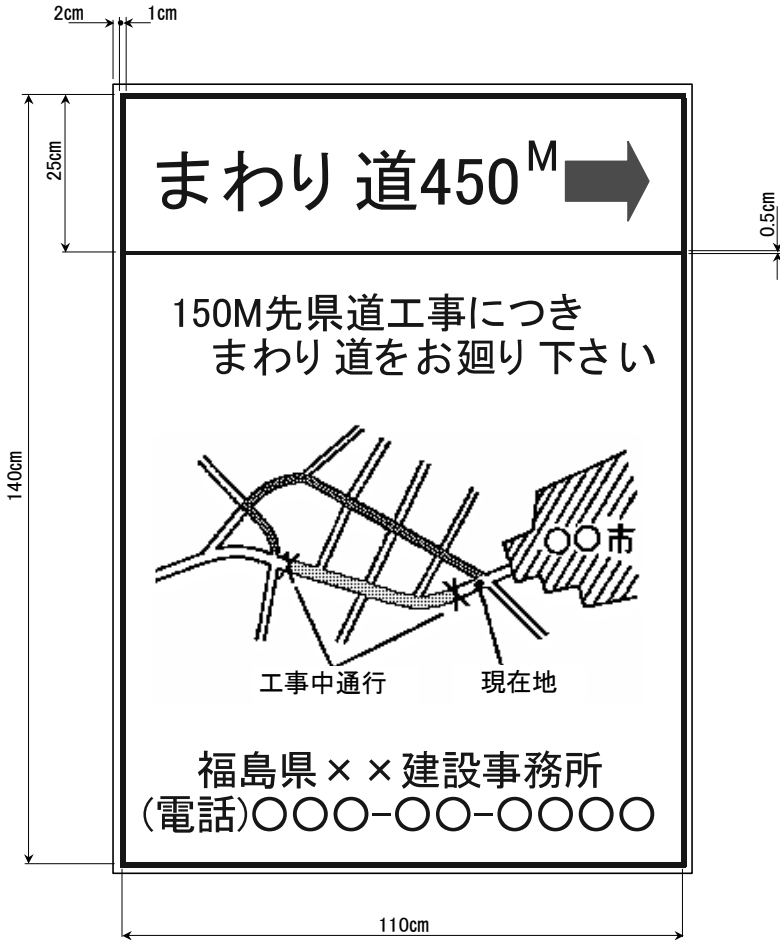 2cm
1cm
25cm
まわり道450M
0.5cm
150M先県道工事につき
まわり道をお廻り下さい
140cm
○○市
工事中通行
現在地
福島県××建設事務所
(電話)○○○-○○-○○○○
110cm